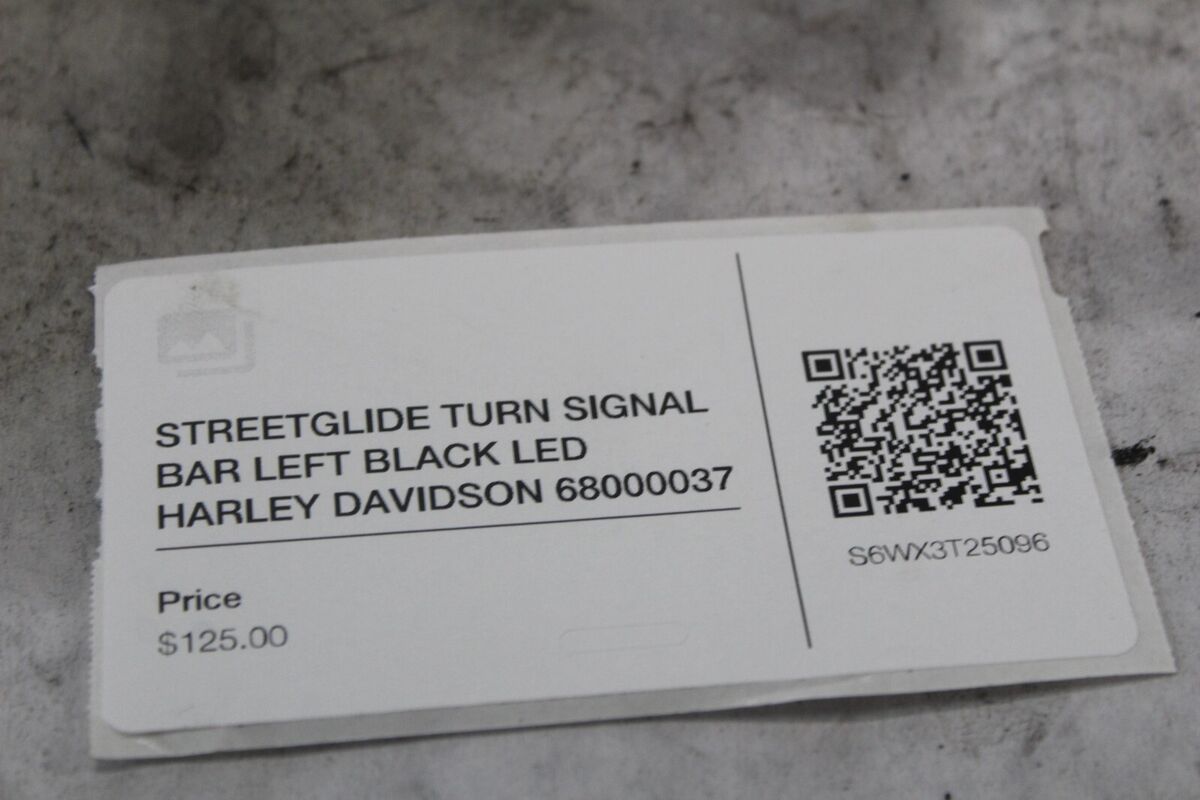 STREETGLIDE TURN SIGNAL
BAR LEFT BLACK LED
HARLEY DAVIDSON 68000037
Price
$125.00
S6WX3T25096